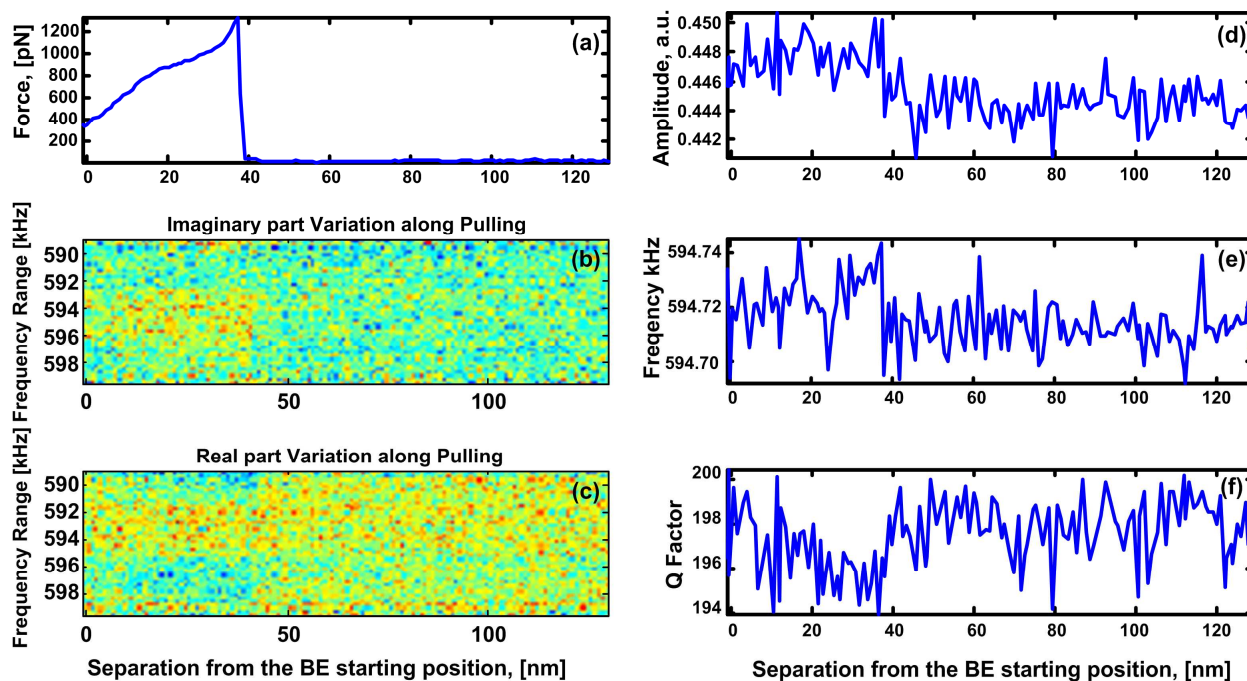 (a)
Force, [pN]
1200
1000
800
600
400
200
0 20 40 60 80 100 120
Imaginary part Variation along Pulling
(b)
Frequency Range [kHz]
590
592
594
596
598
0 50 100
Real part Variation along Pulling
(c)
Frequency Range [kHz]
590
592
594
596
598
0 50 100
Separation from the BE starting position, [nm]
(d)
Amplitude, a.u.
0.450
0.448
0.446
0.444
0.442
0 20 40 60 80 100 120
(e)
Freqency kHz
594.74
594.72
594.70
0 20 40 60 80 100 120
(f)
Q Factor
200
198
196
194
0 20 40 60 80 100 120
Separation from the BE starting position, [nm]